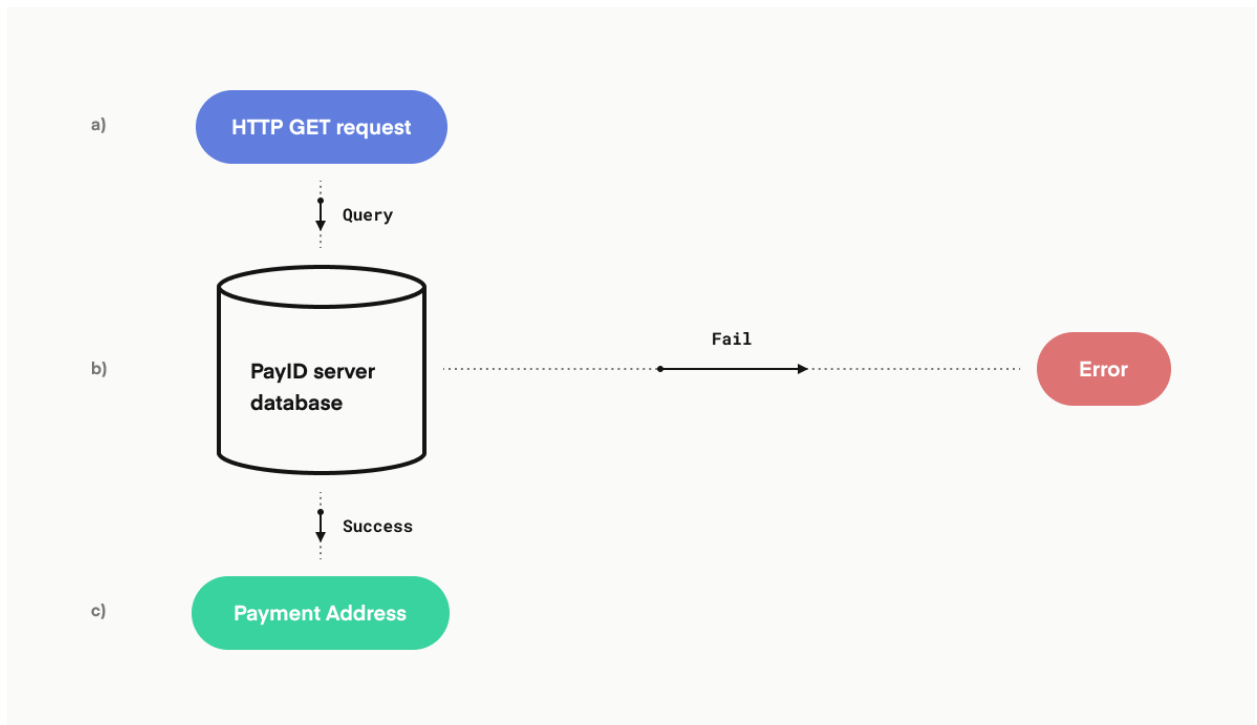 a)
HTTP GET request
Query
Fail
b)
PayID server
database
Error
Success
c)
Payment Address